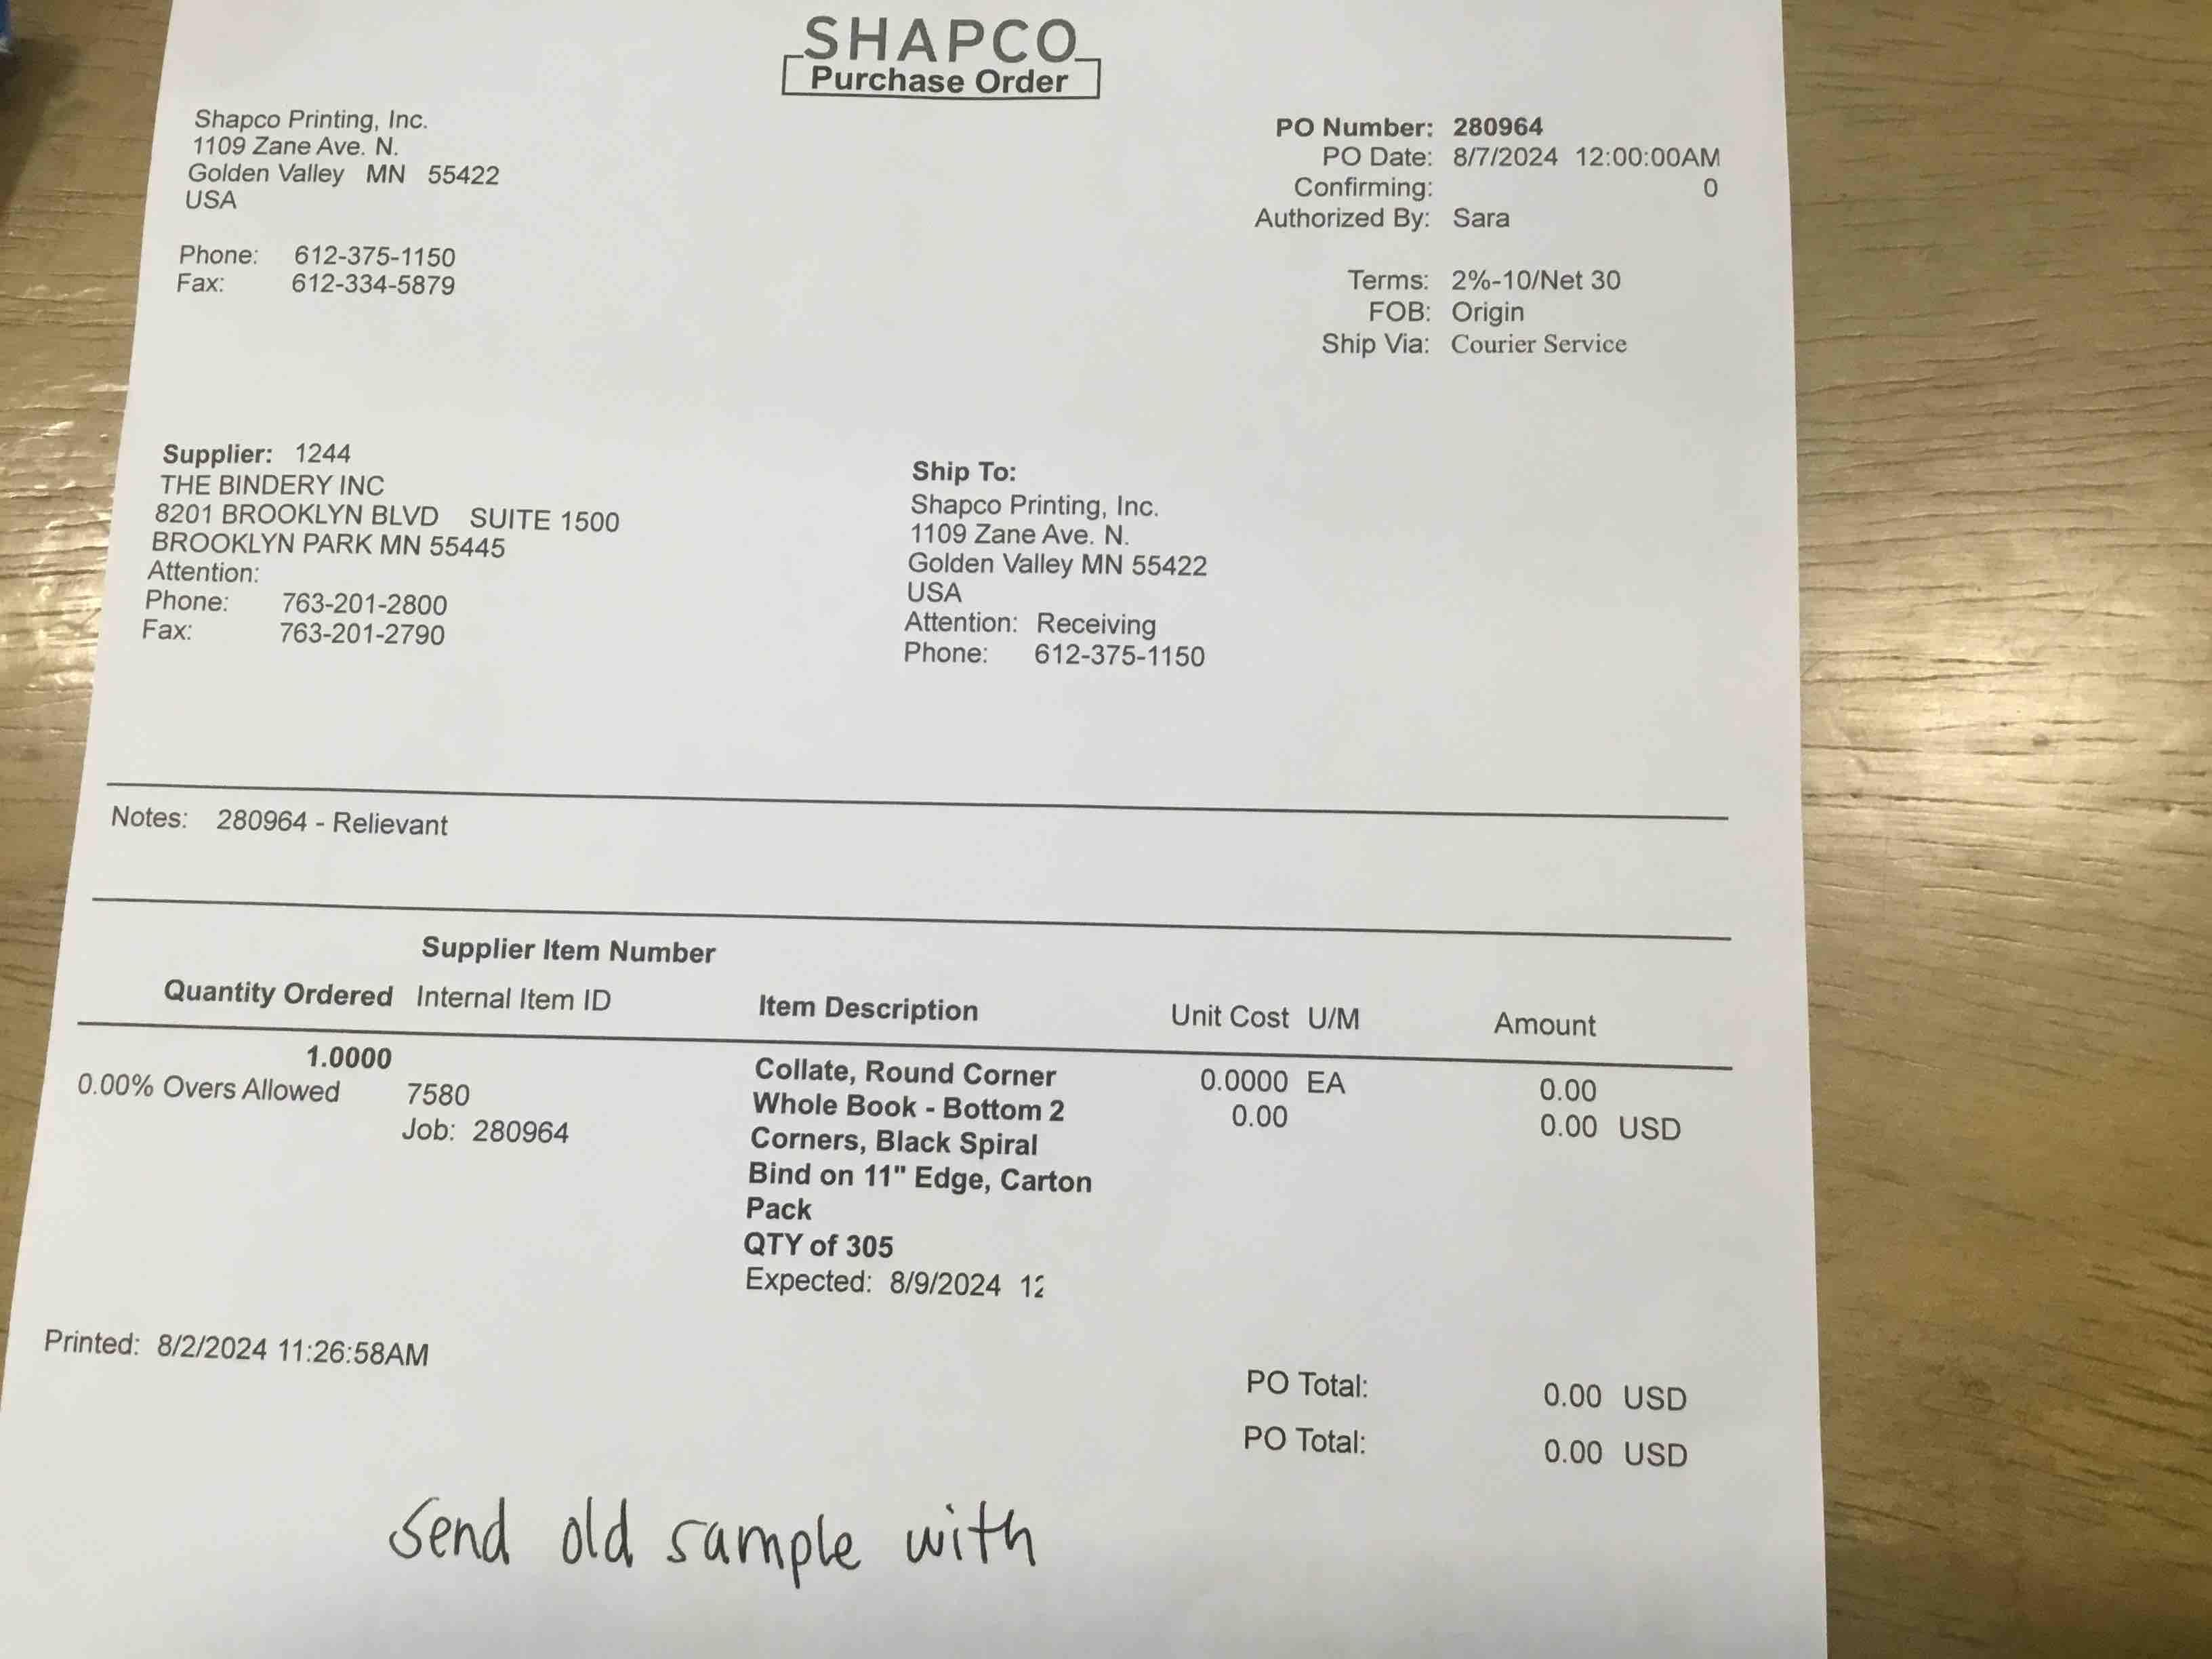 SHAPCO
Purchase Order
Shapco Printing, Inc.
1109 Zane Ave. N.
Golden Valley MN 55422
USA
Phone: 612-375-1150
Fax: 612-334-5879
PO Number: 280964
PO Date: 8/7/2024 12:00:00AM
Confirming: 0
Authorized By: Sara
Terms: 2%-10/Net 30
FOB: Origin
Ship Via: Courier Service
Supplier: 1244
THE BINDERY INC
8201 BROOKLYN BLVD SUITE 1500
BROOKLYN PARK MN 55445
Attention:
Phone: 763-201-2800
Fax: 763-201-2790
Ship To:
Shapco Printing, Inc.
1109 Zane Ave. N.
Golden Valley MN 55422
USA
Attention: Receiving
Phone: 612-375-1150
Notes: 280964 - Relievant
Supplier Item Number
Quantity Ordered Internal Item ID Item Description Unit Cost U/M Amount
1.0000 Collate, Round Corner 0.0000 EA 0.00
0.00% Overs Allowed 7580 Whole Book - Bottom 2 0.00 0.00 USD
Job: 280964 Corners, Black Spiral
Bind on 11" Edge, Carton
Pack
QTY of 305
Expected: 8/9/2024 12
Printed: 8/2/2024 11:26:58AM
PO Total: 0.00 USD
PO Total: 0.00 USD
Send old sample with